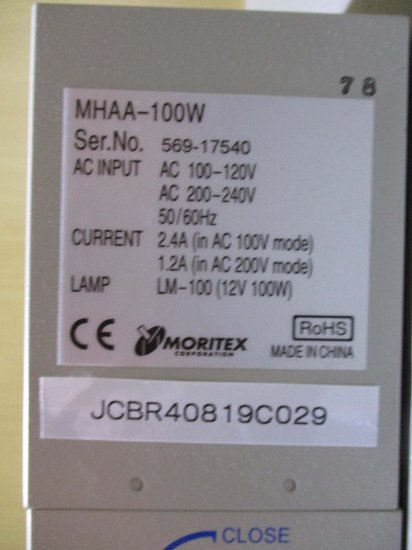 78
MHAA-100W
Ser.No. 569-17540
AC INPUT AC 100-120V
AC 200-240V
50/60Hz
CURRENT 2.4A (in AC 100V mode)
1.2A (in AC 200V mode)
LAMP LM-100 (12V 100W)
CE MORITEX RoHS
CORPORATION MADE IN CHINA
JCBR40819C029
CLOSE